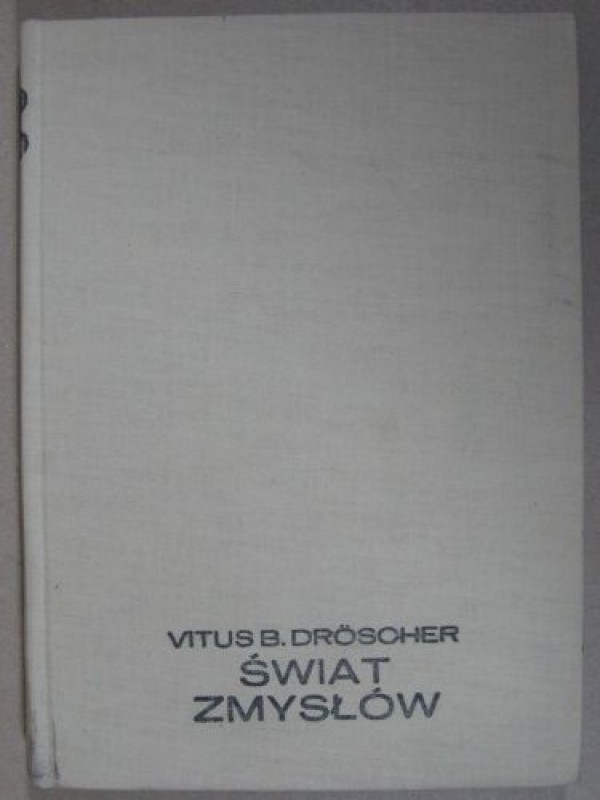 VITUS B. DRÖSCHER
ŚWIAT
ZMYSŁÓW